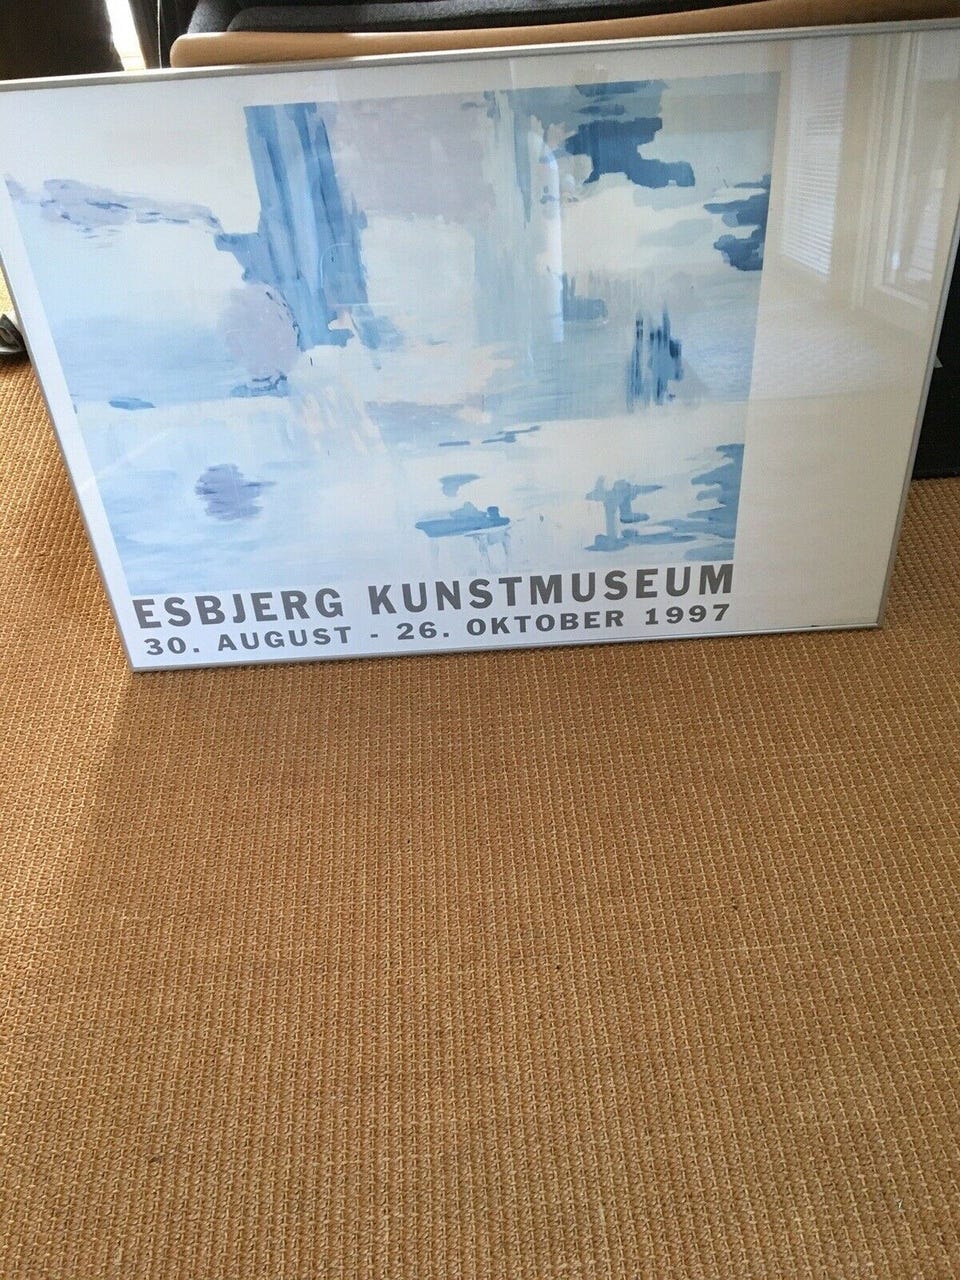 ESBJERG KUNSTMUSEUM
30. AUGUST - 26. OKTOBER 1997